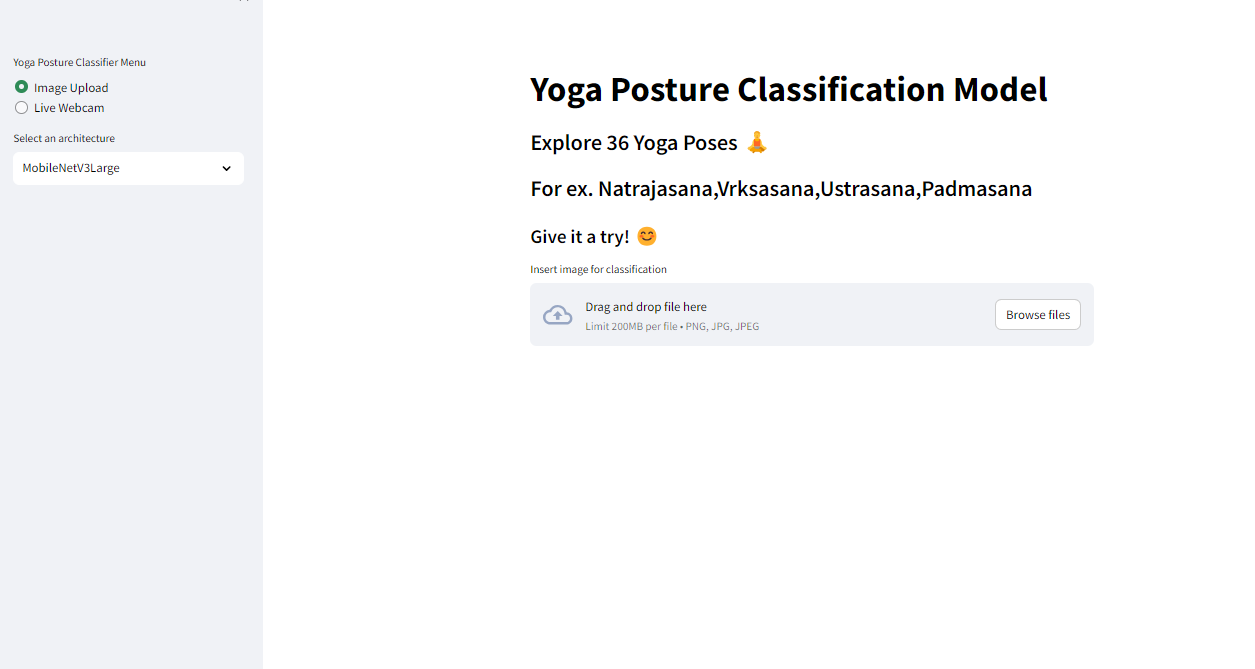 Yoga Posture Classifier Menu
Image Upload
Live Webcam
Select an architecture
MobileNetV3Large
Yoga Posture Classification Model
Explore 36 Yoga Poses 🧘
For ex. Natrajasana,Vrksasana,Ustrasana,Padmasana
Give it a try! 😊
Insert image for classification
Drag and drop file here
Limit 200MB per file • PNG, JPG, JPEG
Browse files